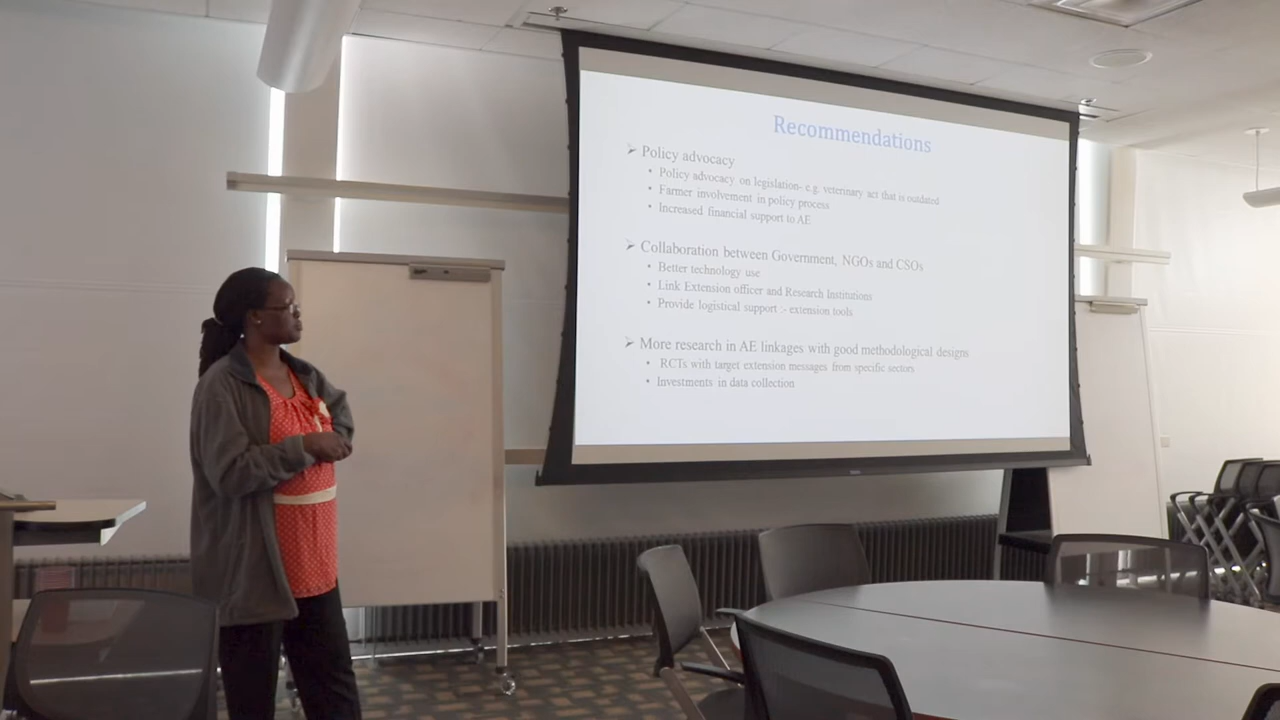 Recommendations
➢ Policy advocacy
• Policy advocacy on legislation- e.g. veterinary act that is outdated
• Farmer involvement in policy process
• Increased financial support to AE
➢ Collaboration between Government, NGOs and CSOs
• Better technology use
• Link Extension officer and Research Institutions
• Provide logistical support :- extension tools
➢ More research in AE linkages with good methodological designs
• RCTs with target extension messages from specific sectors
• Investments in data collection